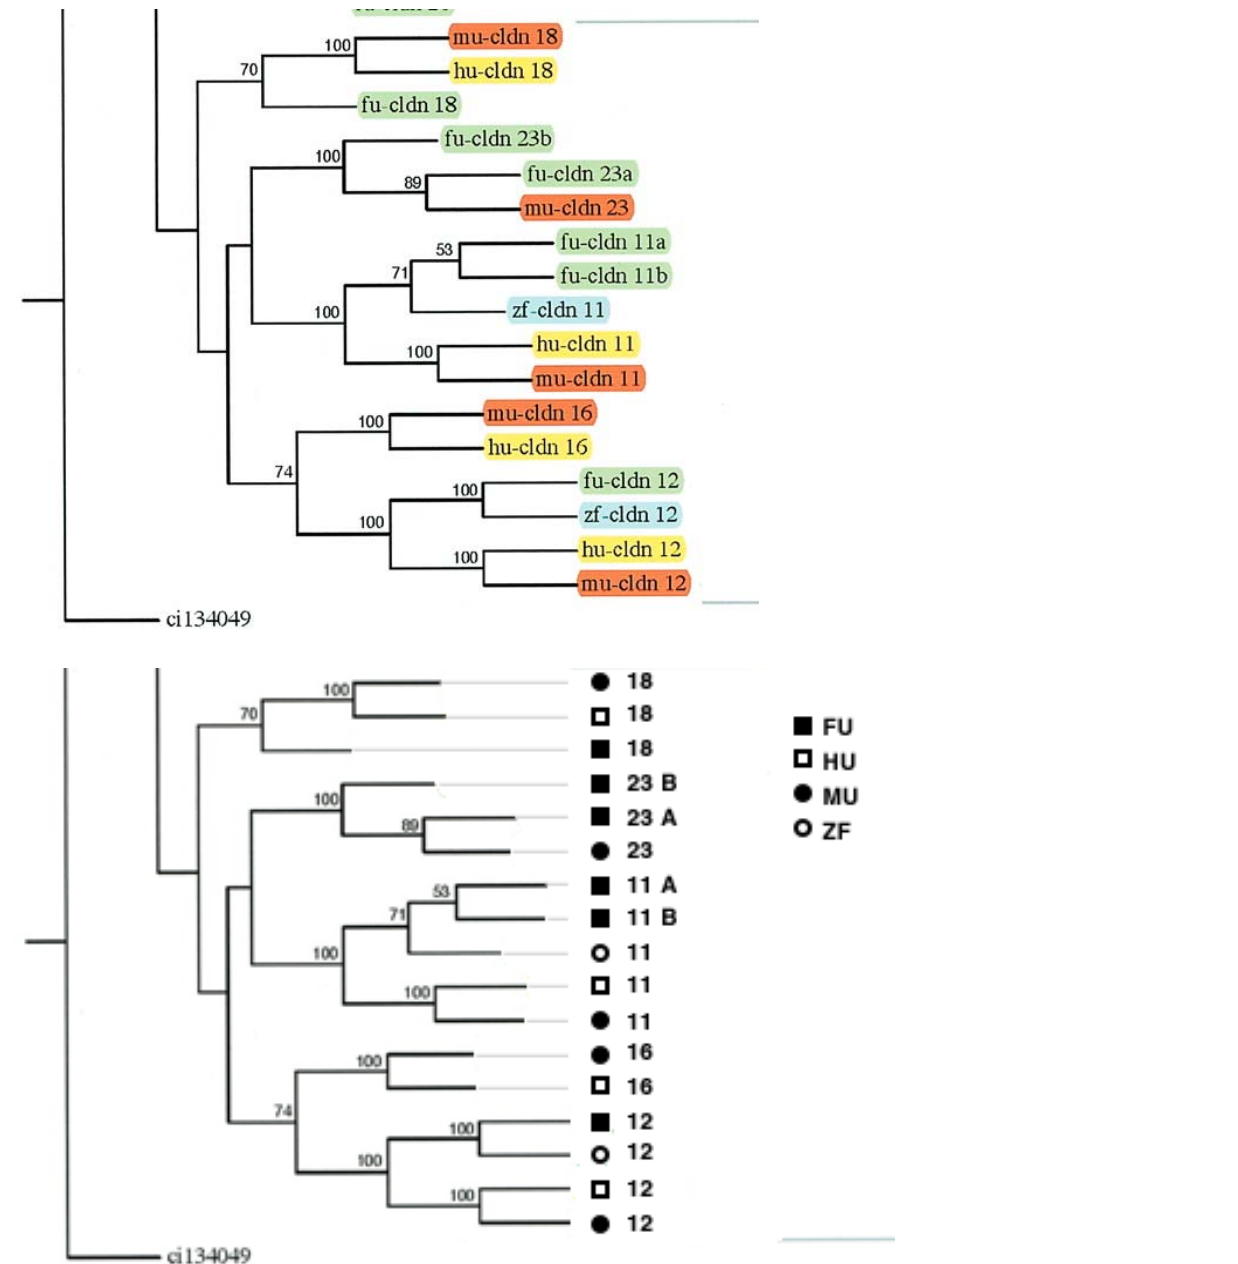 mu-cldn 18
100
hu-cldn 18
70
fu-cldn 18
fu-cldn 23b
100
fu-cldn 23a
89
mu-cldn 23
fu-cldn 11a
53
fu-cldn 11b
71
zf-cldn 11
100
hu-cldn 11
100
mu-cldn 11
mu-cldn 16
100
hu-cldn 16
74
fu-cldn 12
100
zf-cldn 12
100
hu-cldn 12
100
mu-cldn 12
ci134049
18
100
18
70
18
23 B
100
23 A
89
23
11 A
53
11 B
71
11
100
11
100
11
16
100
16
74
12
100
12
100
12
100
12
ci134049
FU
HU
MU
ZF